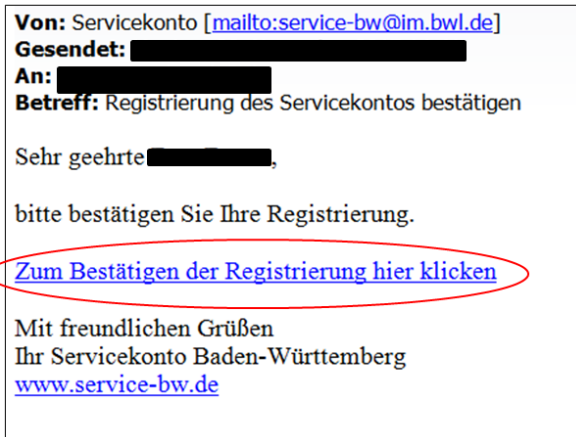 Von: Servicekonto [mailto:service-bw@im.bwl.de]
Gesendet:
An:
Betreff: Registrierung des Servicekontos bestätigen
Sehr geehrte ,
bitte bestätigen Sie Ihre Registrierung.
Zum Bestätigen der Registrierung hier klicken
Mit freundlichen Grüßen
Ihr Servicekonto Baden-Württemberg
www.service-bw.de